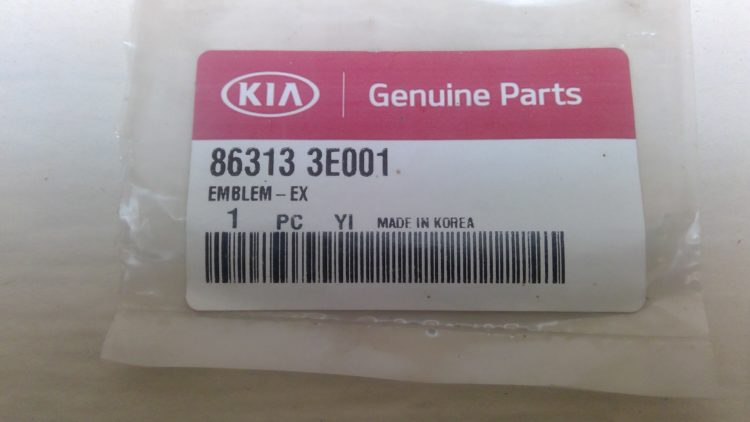 KIA Genuine Parts
86313 3E001
EMBLEM - EX
1 PC YI MADE IN KOREA